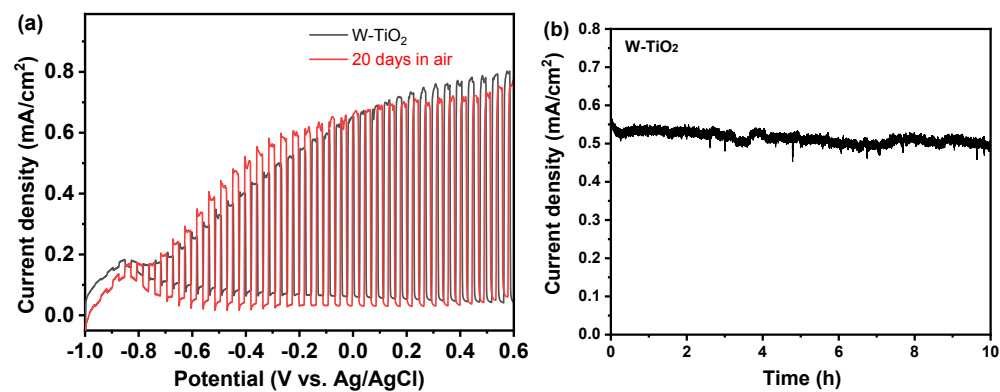 (a)
W-TiO₂
20 days in air
Current density (mA/cm²)
0.8
0.6
0.4
0.2
0.0
-1.0 -0.8 -0.6 -0.4 -0.2 0.0 0.2 0.4 0.6
Potential (V vs. Ag/AgCl)
(b)
W-TiO₂
Current density (mA/cm²)
0.8
0.7
0.6
0.5
0.4
0.3
0.2
0.1
0.0
0 2 4 6 8 10
Time (h)